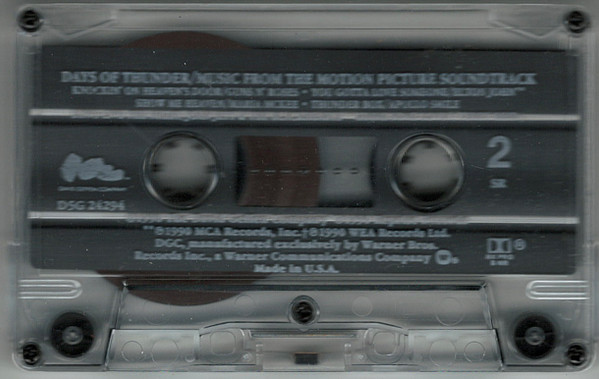 DAYS OF THUNDER/MUSIC FROM THE MOTION PICTURE SOUNDTRACK
KNOCKIN' ON HEAVEN'S DOOR/GUNS N' ROSES • YOU GOTTA LOVE SOMEONE/ELTON JOHN**
SHOW ME HEAVEN/MARIA MCKEE • THUNDER BOX/APOLLO SMILE
2
SR
D5G 24294
**℗1990 MCA Records, Inc.; ℗1990 WEA Records Ltd.
DGC, manufactured exclusively by Warner Bros.
Records Inc., a Warner Communications Company
Made in U.S.A.